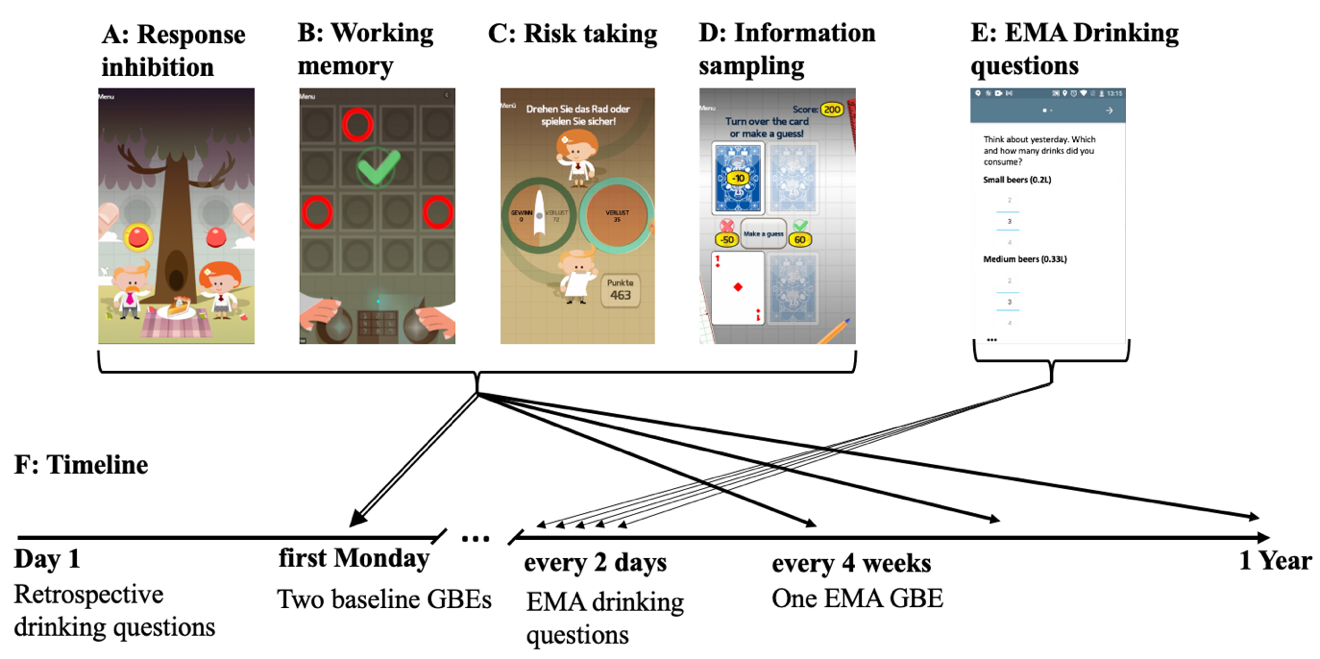 A: Response
inhibition
B: Working
memory
C: Risk taking
D: Information
sampling
E: EMA Drinking
questions
Menu
Menu
Menü
Drehen Sie das Rad oder
spielen Sie sicher!
GEWINN
0
VERLUST
72
VERLUST
35
Punkte
463
Menu
Score: 200
Turn over the card
or make a guess!
-10
-50
Make a guess
60
1
1
13:15
Think about yesterday. Which
and how many drinks did you
consume?
Small beers (0.2L)
2
3
4
Medium beers (0.33L)
2
3
4
...
F: Timeline
...
Day 1
Retrospective
drinking questions
first Monday
Two baseline GBEs
every 2 days
EMA drinking
questions
every 4 weeks
One EMA GBE
1 Year